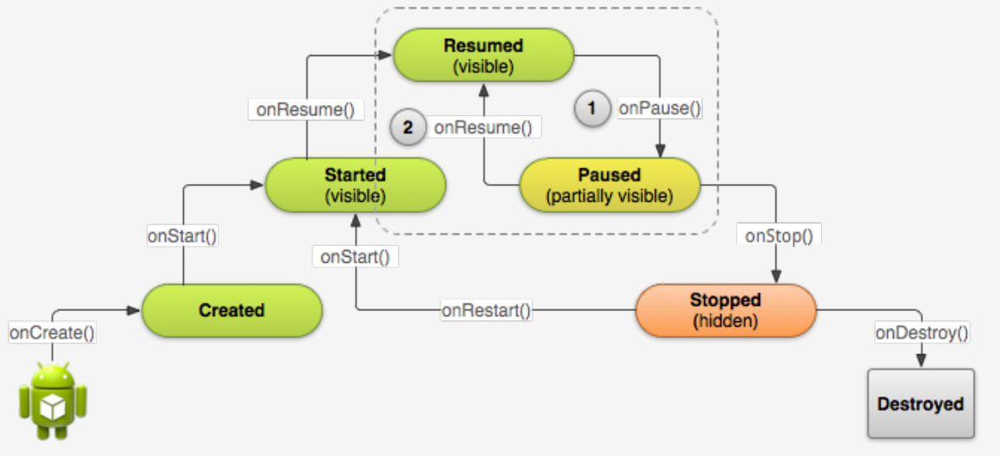 Resumed
(visible)
onResume()
1
onPause()
2
onResume()
Started
(visible)
Paused
(partially visible)
onStart()
onStop()
onStart()
Created
onRestart()
Stopped
(hidden)
onCreate()
onDestroy()
Destroyed